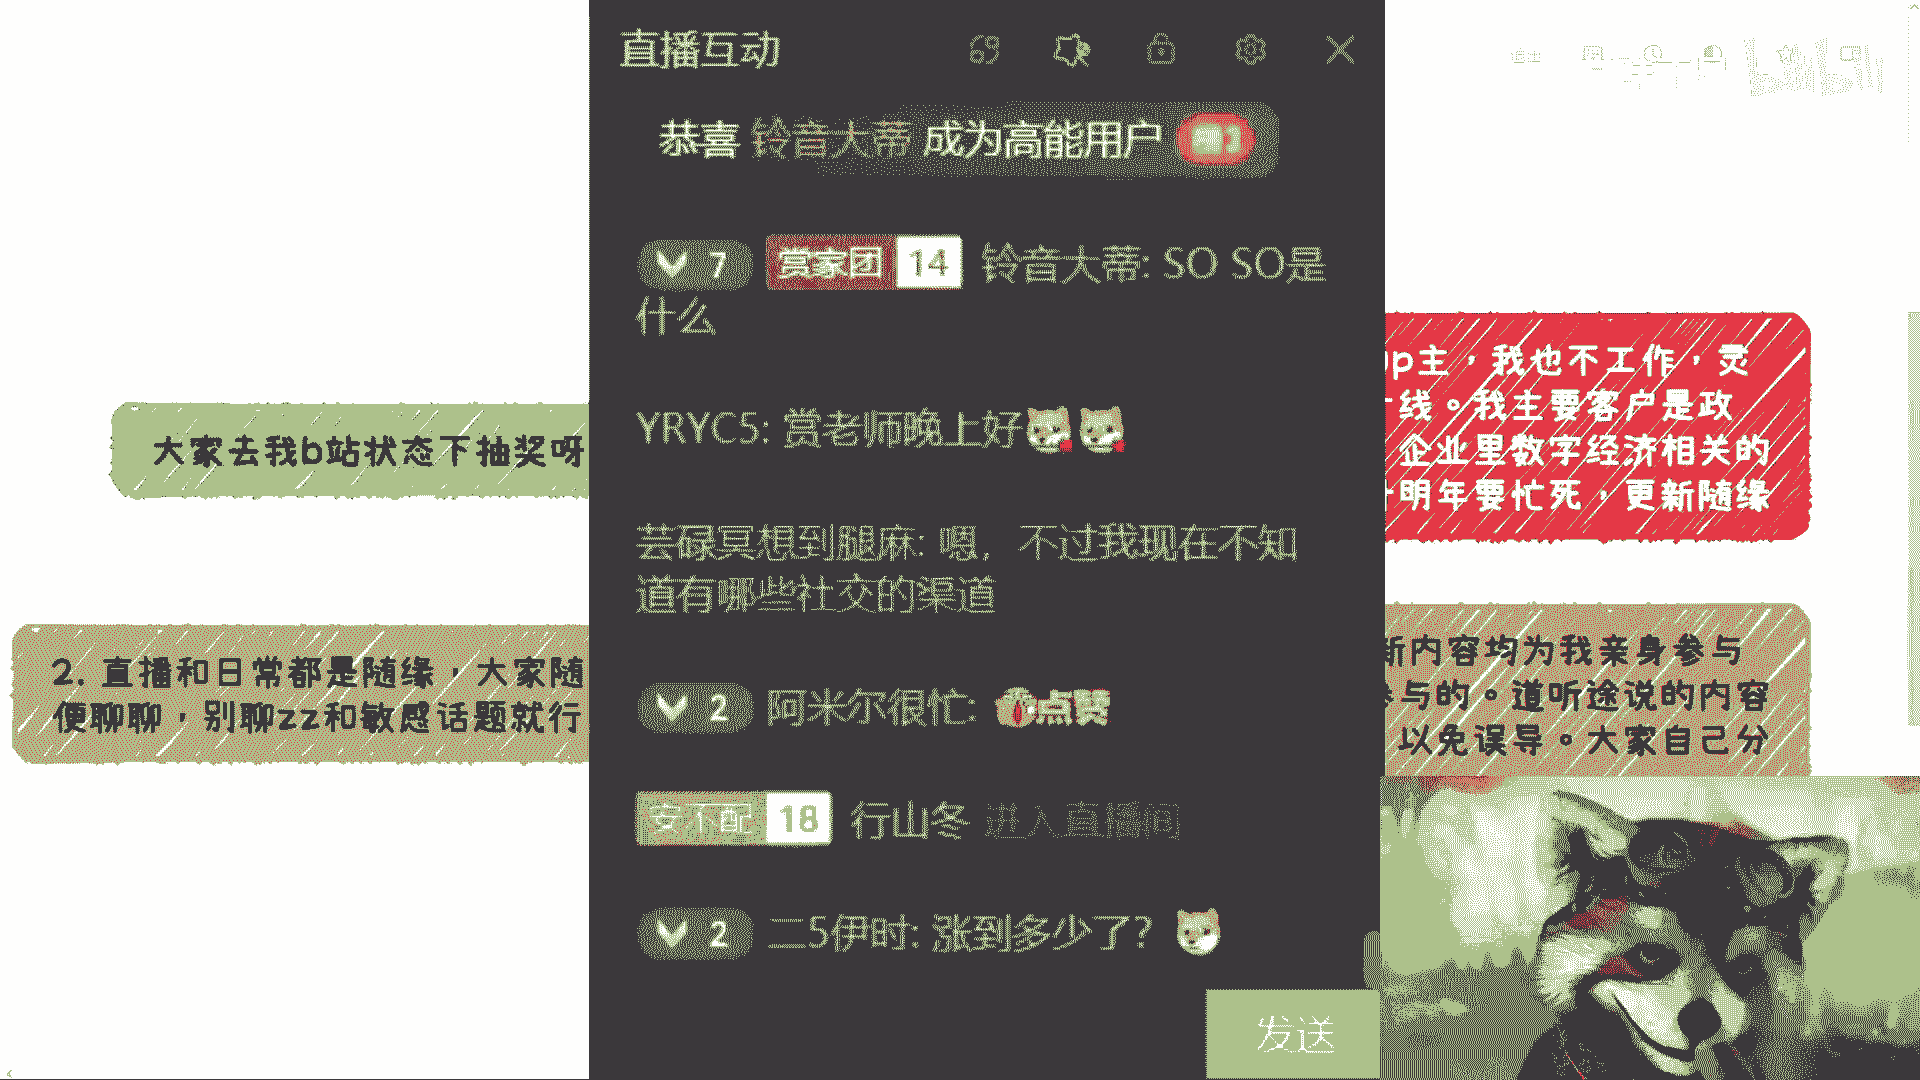 直播互动
恭喜 铃音大蒂 成为高能用户
7 赏家团 14 铃音大蒂: SO SO是
什么
YRYC5: 赏老师晚上好
芸碌冥想到腿麻: 嗯，不过我现在不知
道有哪些社交的渠道
2 阿米尔很忙: 点赞
安不配 18 行山冬 进入直播间
2 二5伊时: 涨到多少了?
发送
大家去我b站状态下抽奖呀
2. 直播和日常都是随缘，大家随
便聊聊，别聊zz和敏感话题就行
up主，我也不工作，灵
线。我主要客户是政
企业里数字经济相关的
明年要忙死，更新随缘
新内容均为我亲身参与
参与的。道听途说的内容
以免误导。大家自己分